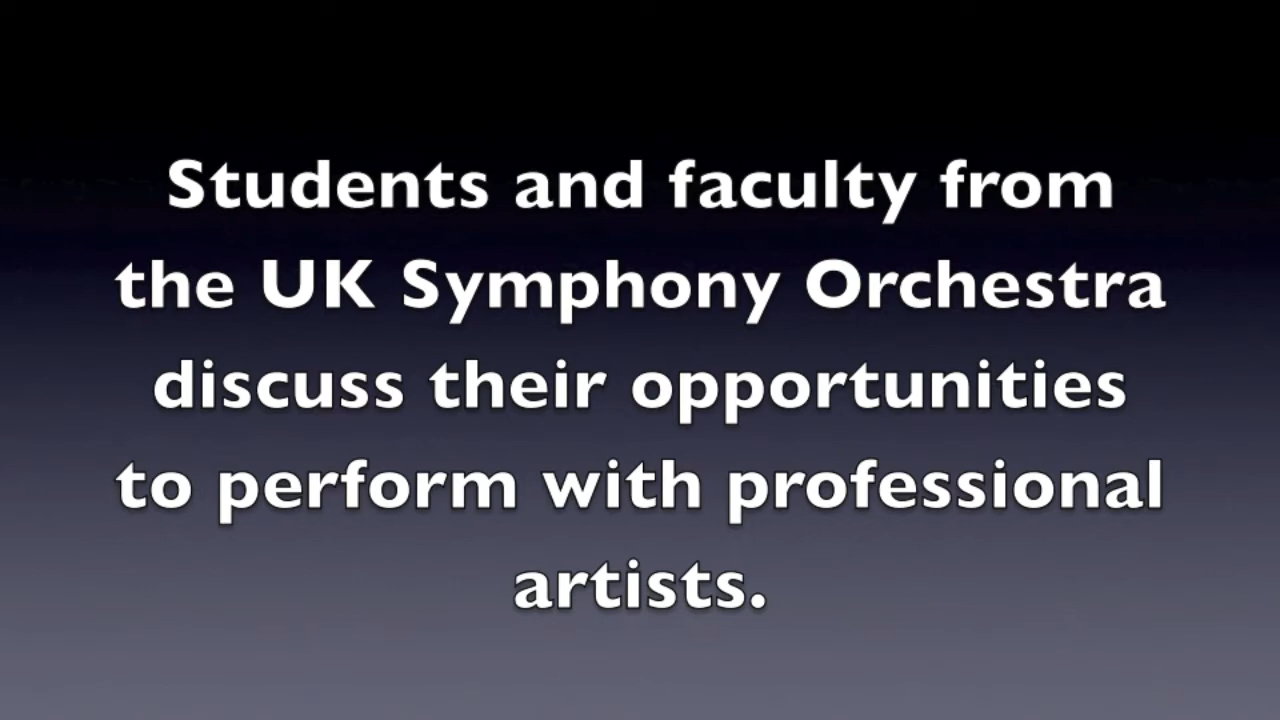 Students and faculty from
the UK Symphony Orchestra
discuss their opportunities
to perform with professional
artists.